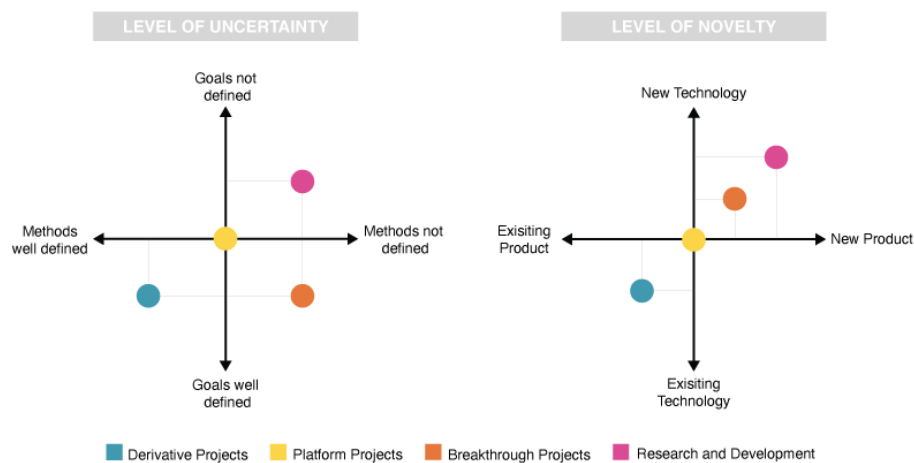 LEVEL OF UNCERTAINTY
LEVEL OF NOVELTY
Goals not
defined
New Technology
Methods
well defined
Methods not
defined
Exisiting
Product
New Product
Goals well
defined
Exisiting
Technology
Derivative Projects
Platform Projects
Breakthrough Projects
Research and Development